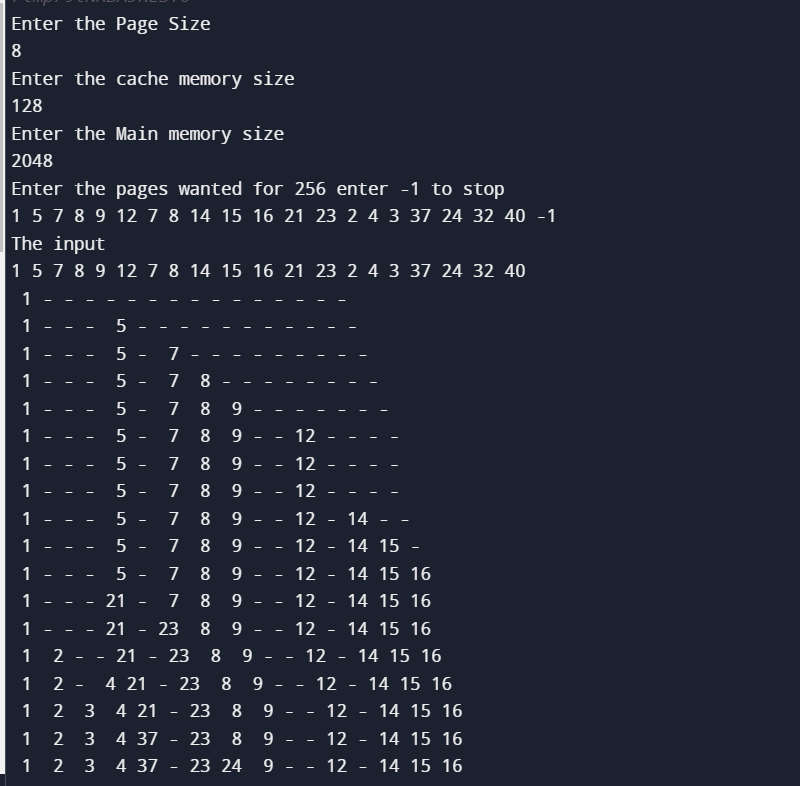 Enter the Page Size
8
Enter the cache memory size
128
Enter the Main memory size
2048
Enter the pages wanted for 256 enter -1 to stop
1 5 7 8 9 12 7 8 14 15 16 21 23 2 4 3 37 24 32 40 -1
The input
1 5 7 8 9 12 7 8 14 15 16 21 23 2 4 3 37 24 32 40
 1 - - - - - - - - - - - - - - -
 1 - - -  5 - - - - - - - - - - -
 1 - - -  5 -  7 - - - - - - - - -
 1 - - -  5 -  7  8 - - - - - - - -
 1 - - -  5 -  7  8  9 - - - - - - -
 1 - - -  5 -  7  8  9 - - 12 - - - -
 1 - - -  5 -  7  8  9 - - 12 - - - -
 1 - - -  5 -  7  8  9 - - 12 - - - -
 1 - - -  5 -  7  8  9 - - 12 - 14 - -
 1 - - -  5 -  7  8  9 - - 12 - 14 15 -
 1 - - -  5 -  7  8  9 - - 12 - 14 15 16
 1 - - - 21 -  7  8  9 - - 12 - 14 15 16
 1 - - - 21 - 23  8  9 - - 12 - 14 15 16
 1  2 - - 21 - 23  8  9 - - 12 - 14 15 16
 1  2 -  4 21 - 23  8  9 - - 12 - 14 15 16
 1  2  3  4 21 - 23  8  9 - - 12 - 14 15 16
 1  2  3  4 37 - 23  8  9 - - 12 - 14 15 16
 1  2  3  4 37 - 23 24  9 - - 12 - 14 15 16